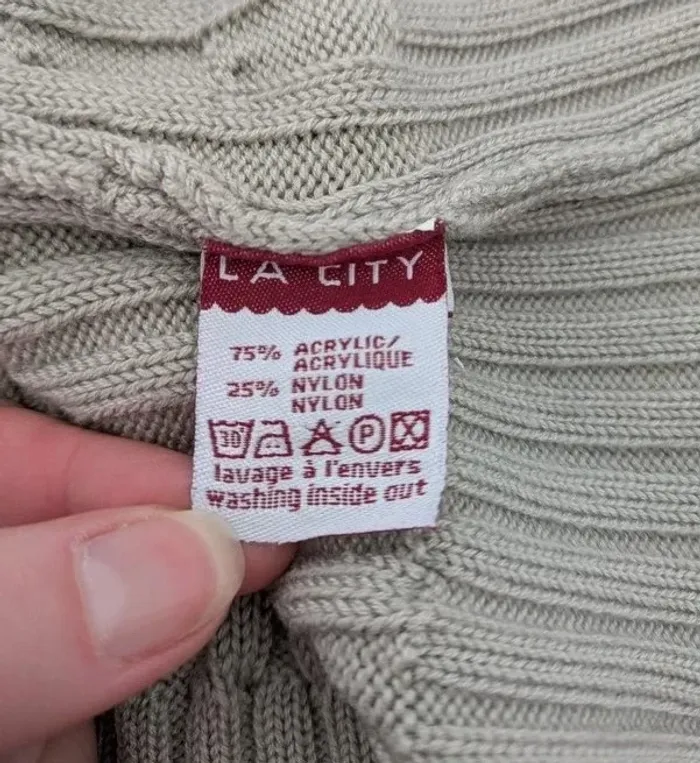 LA CITY
75% ACRYLIC/
ACRYLIQUE
25% NYLON
NYLON
30° P
lavage à l'envers
washing inside out